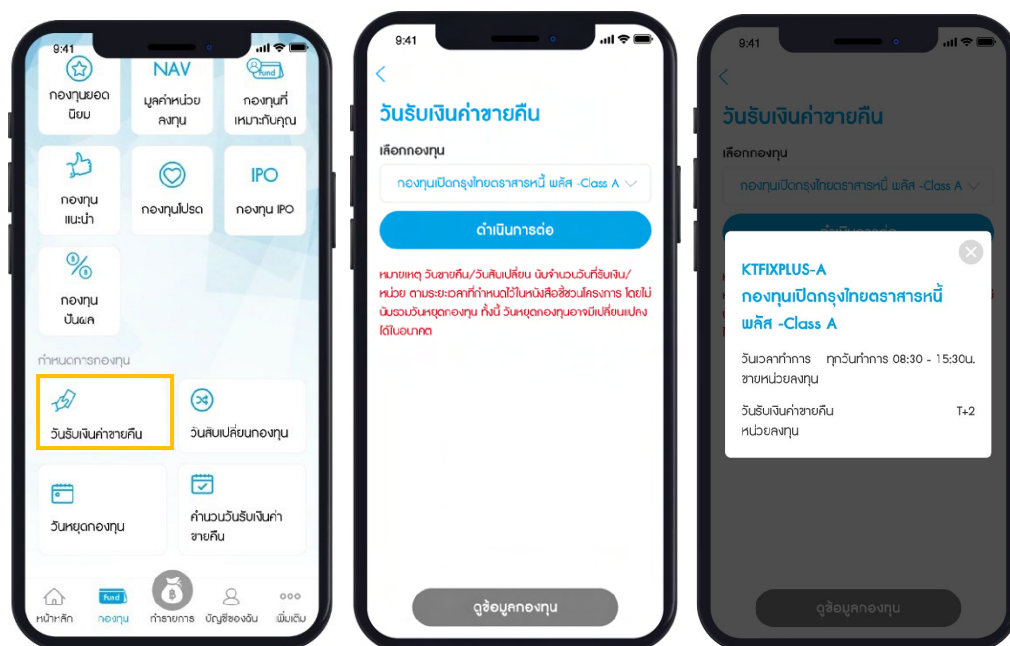 9:41
NAV
Fund
กองทุนยอด
นิยม
มูลค่าหน่วย
ลงทุน
กองทุนที่
เหมาะกับคุณ
IPO
กองทุน
แนะนำ
กองทุนโปรด
กองทุน IPO
กองทุน
ปันผล
กำหนดการกองทุน
วันรับเงินค่าขายคืน
วันสับเปลี่ยนกองทุน
วันหยุดกองทุน
คำนวนวันรับเงินค่า
ขายคืน
Fund
หน้าหลัก
กองทุน
ทำรายการ
บัญชีของฉัน
เพิ่มเติม
9:41
วันรับเงินค่าขายคืน
เลือกกองทุน
กองทุนเปิดกรุงไทยตราสารหนี้ พลัส -Class A
ดำเนินการต่อ
หมายเหตุ วันขายคืน/วันสับเปลี่ยน นับจำนวนวันที่รับเงิน/
หน่วย ตามระยะเวลาที่กำหนดไว้ในหนังสือชี้ชวนโครงการ โดยไม่
นับรวมวันหยุดกองทุน ทั้งนี้ วันหยุดกองทุนอาจมีเปลี่ยนแปลง
ได้ในอนาคต
ดูข้อมูลกองทุน
9:41
วันรับเงินค่าขายคืน
เลือกกองทุน
กองทุนเปิดกรุงไทยตราสารหนี้ พลัส -Class A
ดำเนินการต่อ
KTFIXPLUS-A
กองทุนเปิดกรุงไทยตราสารหนี้
พลัส -Class A
วันเวลาทำการ ทุกวันทำการ 08:30 - 15:30น.
ขายหน่วยลงทุน
วันรับเงินค่าขายคืน T+2
หน่วยลงทุน
ดูข้อมูลกองทุน